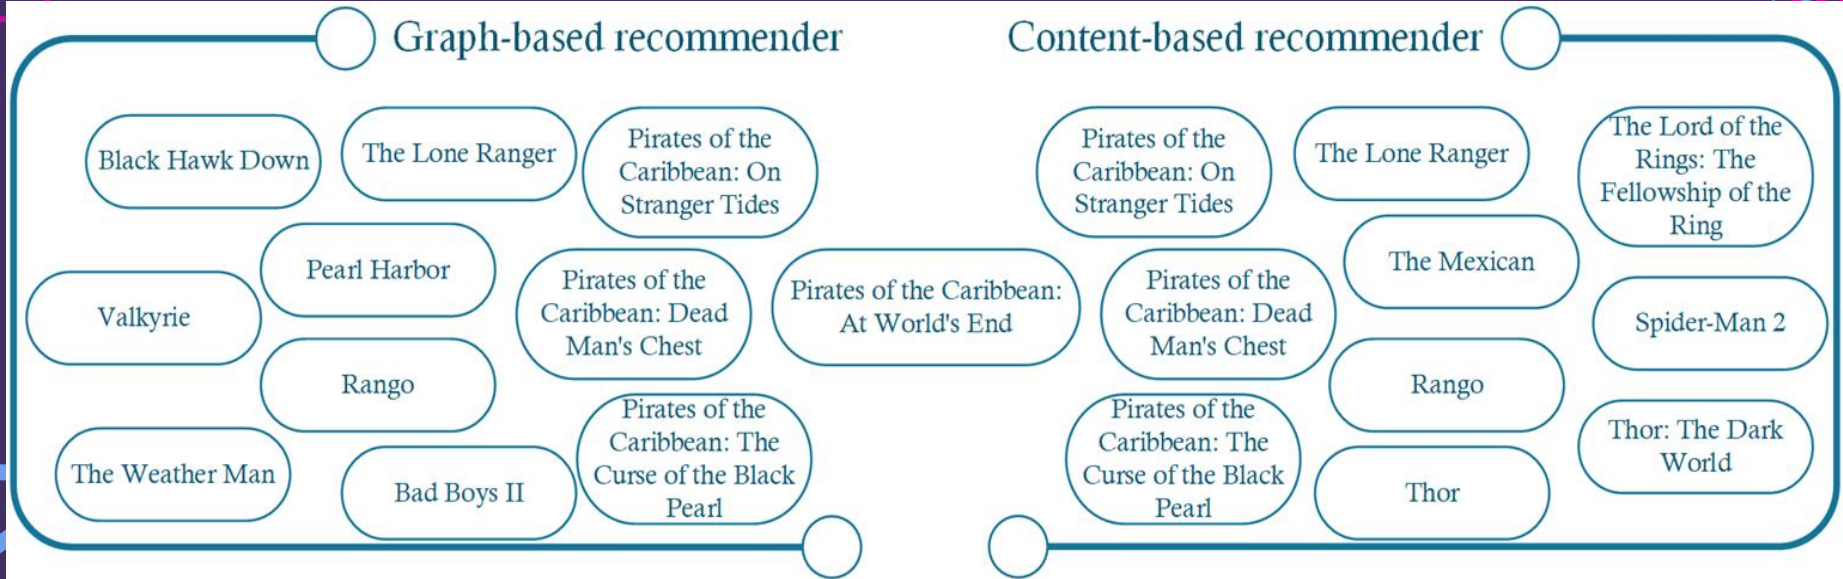 Graph-based recommender
Black Hawk Down
The Lone Ranger
Pirates of the
Caribbean: On
Stranger Tides
Pearl Harbor
Valkyrie
Pirates of the
Caribbean: Dead
Man's Chest
Rango
The Weather Man
Bad Boys II
Pirates of the
Caribbean: The
Curse of the Black
Pearl
Pirates of the Caribbean:
At World's End
Content-based recommender
Pirates of the
Caribbean: On
Stranger Tides
The Lone Ranger
The Lord of the
Rings: The
Fellowship of the
Ring
The Mexican
Pirates of the
Caribbean: Dead
Man's Chest
Spider-Man 2
Rango
Pirates of the
Caribbean: The
Curse of the Black
Pearl
Thor
Thor: The Dark
World